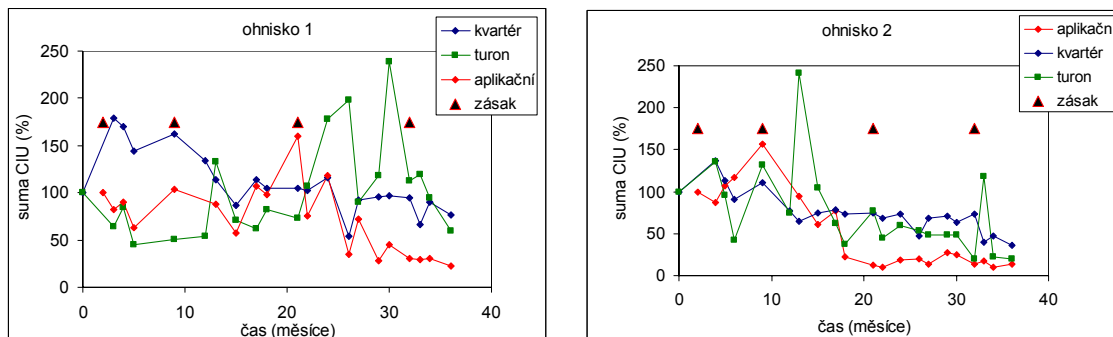 ohnisko 1
kvartér
turon
aplikační
zásak
suma CIU (%)
250
200
150
100
50
0
0 10 20 30 40
čas (měsíce)
ohnisko 2
aplikačn
kvartér
turon
zásak
suma CIU (%)
250
200
150
100
50
0
0 10 20 30 40
čas (měsíce)